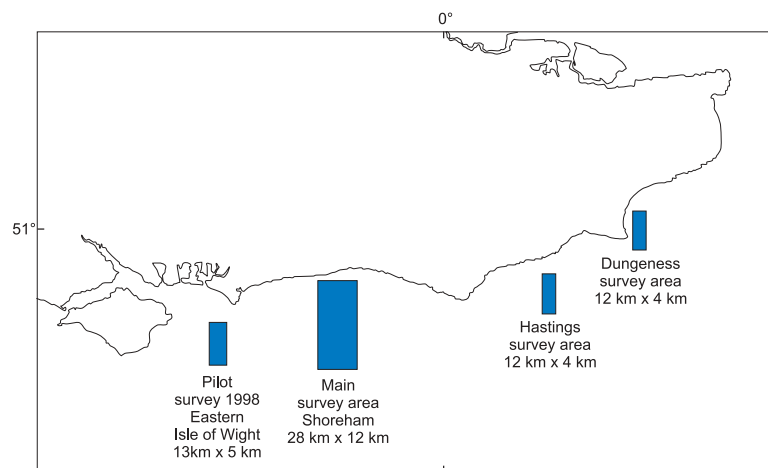 0°
51°
Dungeness
survey area
12 km x 4 km
Hastings
survey area
12 km x 4 km
Pilot
survey 1998
Eastern
Isle of Wight
13km x 5 km
Main
survey area
Shoreham
28 km x 12 km